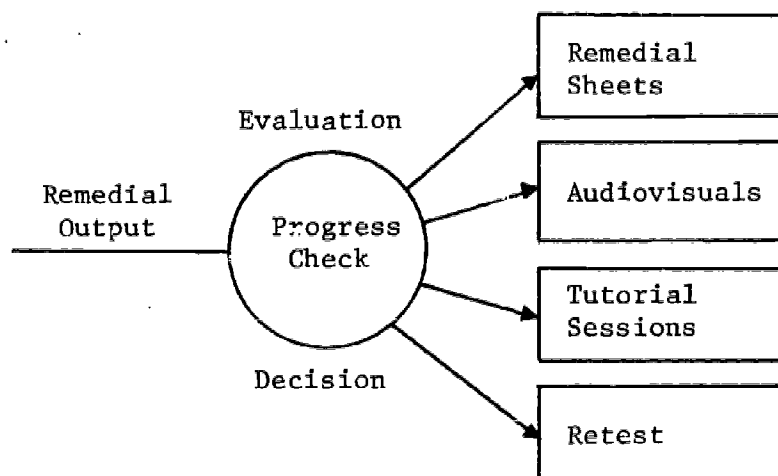 Remedial
Output
Evaluation
Progress
Check
Decision
Remedial
Sheets
Audiovisuals
Tutorial
Sessions
Retest